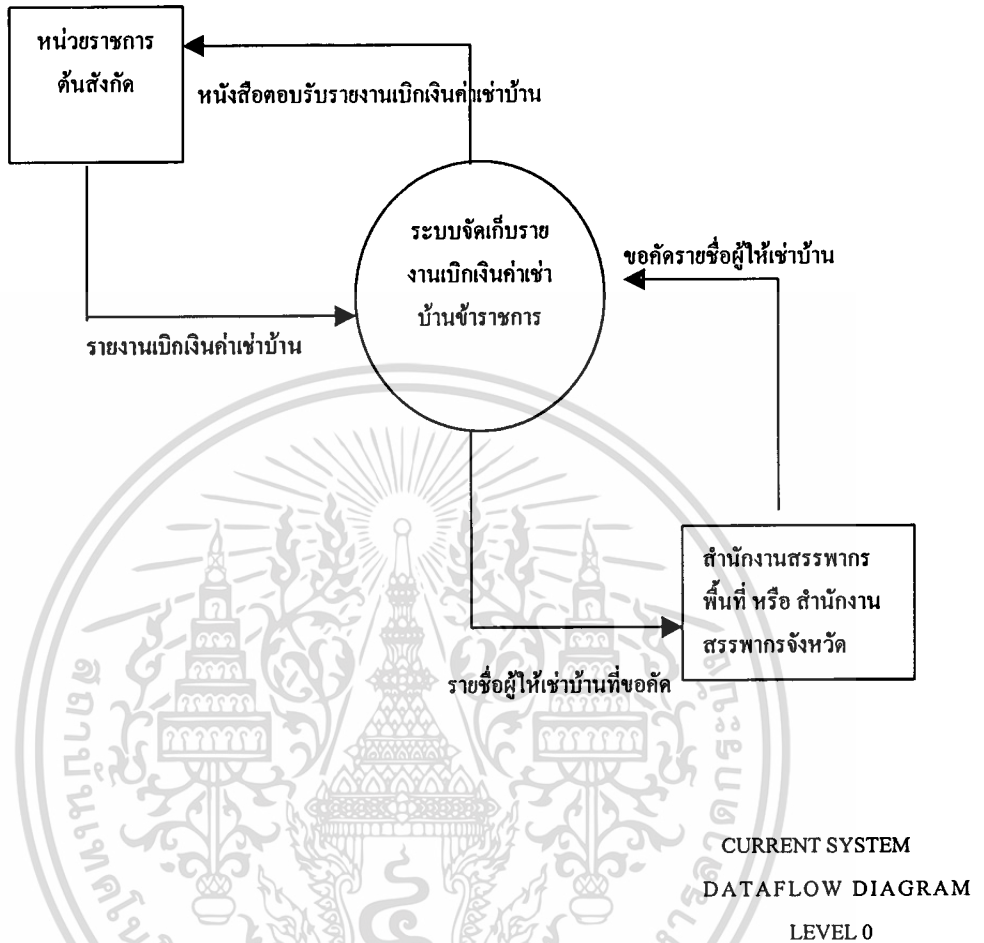 หน่วยราชการ
ต้นสังกัด
หนังสือตอบรับรายงานเบิกเงินค่าเช่าบ้าน
ระบบจัดเก็บราย
งานเบิกเงินค่าเช่า
บ้านข้าราชการ
ขอคัดรายชื่อผู้ให้เช่าบ้าน
รายงานเบิกเงินค่าเช่าบ้าน
สำนักงานสรรพากร
พื้นที่ หรือ สำนักงาน
สรรพากรจังหวัด
รายชื่อผู้ให้เช่าบ้านที่ขอคัด
CURRENT SYSTEM
DATAFLOW DIAGRAM
LEVEL 0